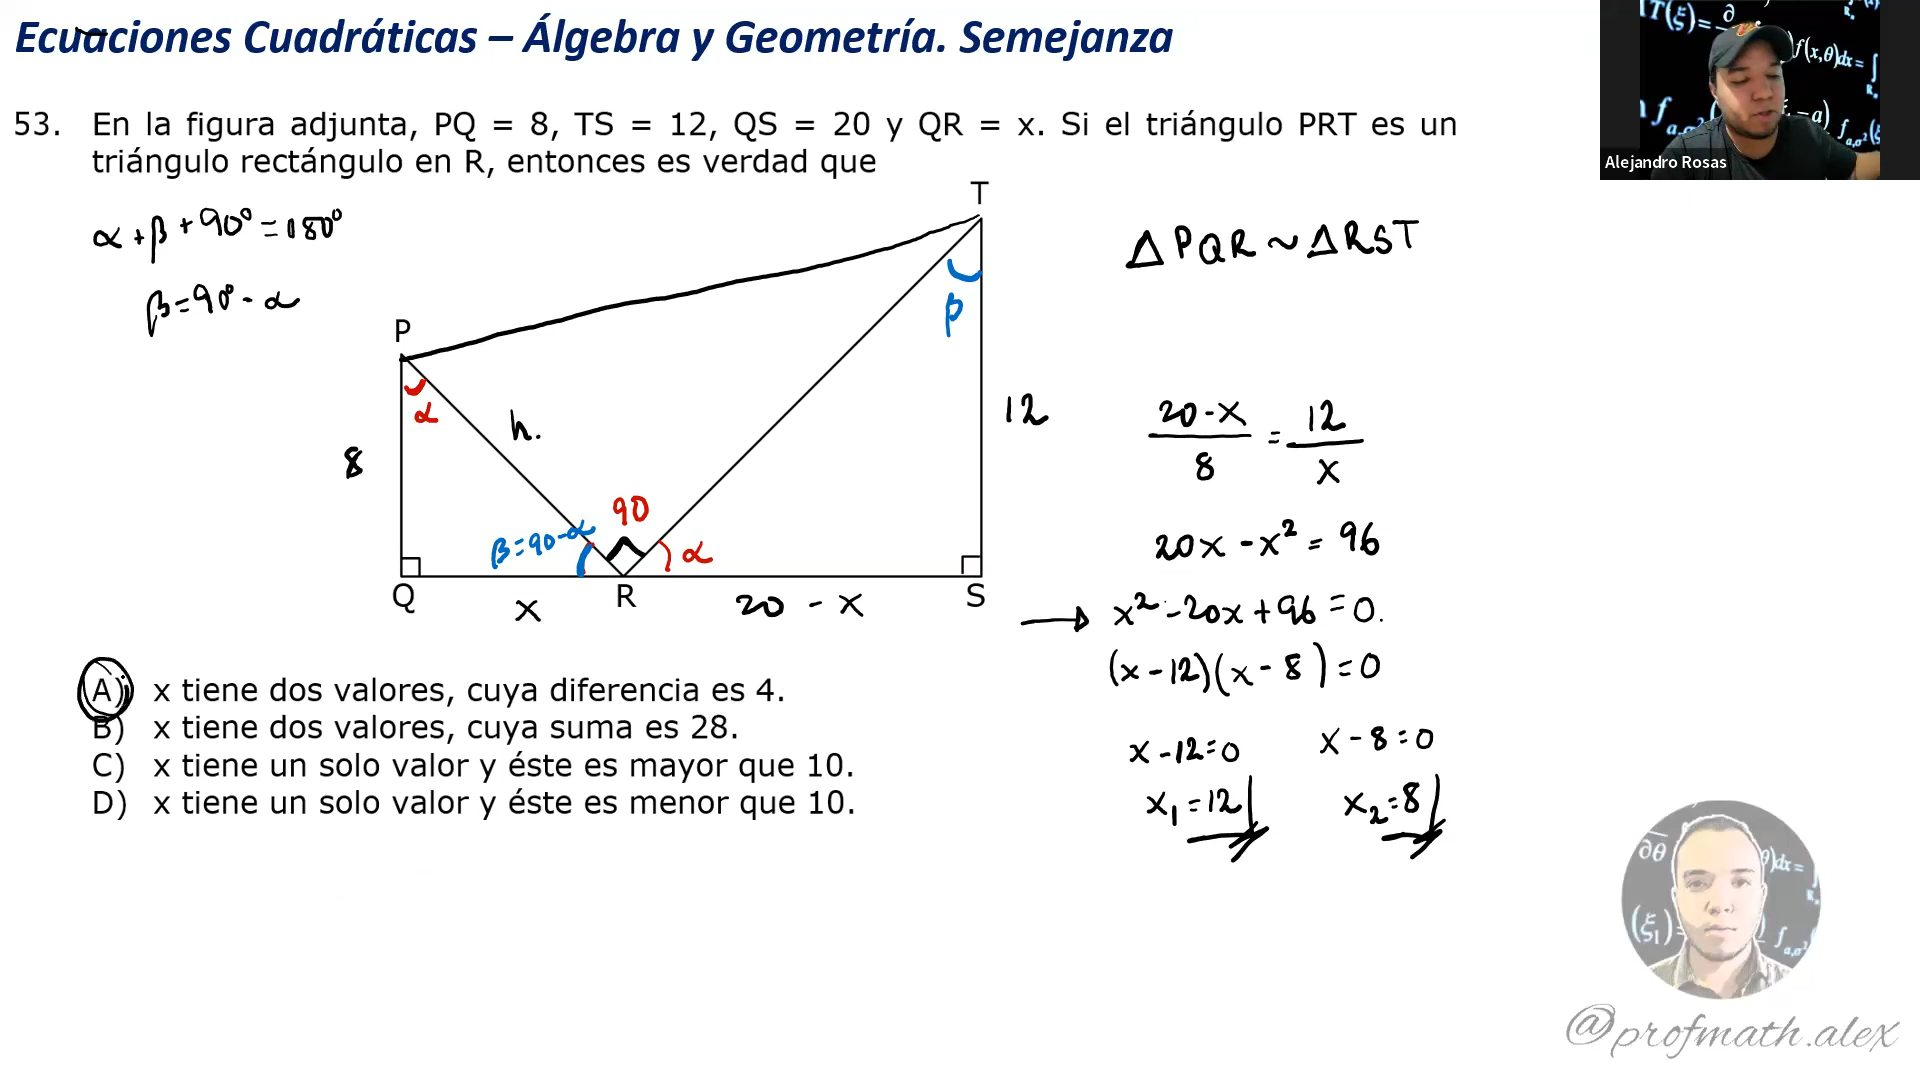 Ecuaciones Cuadráticas – Álgebra y Geometría. Semejanza
Alejandro Rosas
53. En la figura adjunta, PQ = 8, TS = 12, QS = 20 y QR = x. Si el triángulo PRT es un
triángulo rectángulo en R, entonces es verdad que
α + β + 90° = 180°
β = 90° - α
T
P
α
β
h.
8
12
90
β = 90 - α
α
Q
R
S
x
20 - x
Δ PQR ~ Δ RST
20 - x / 8 = 12 / x
20x - x² = 96
x² - 20x + 96 = 0.
(x - 12)(x - 8) = 0
x - 12 = 0
x - 8 = 0
x₁ = 12
x₂ = 8
A) x tiene dos valores, cuya diferencia es 4.
B) x tiene dos valores, cuya suma es 28.
C) x tiene un solo valor y éste es mayor que 10.
D) x tiene un solo valor y éste es menor que 10.
@profmath.alex